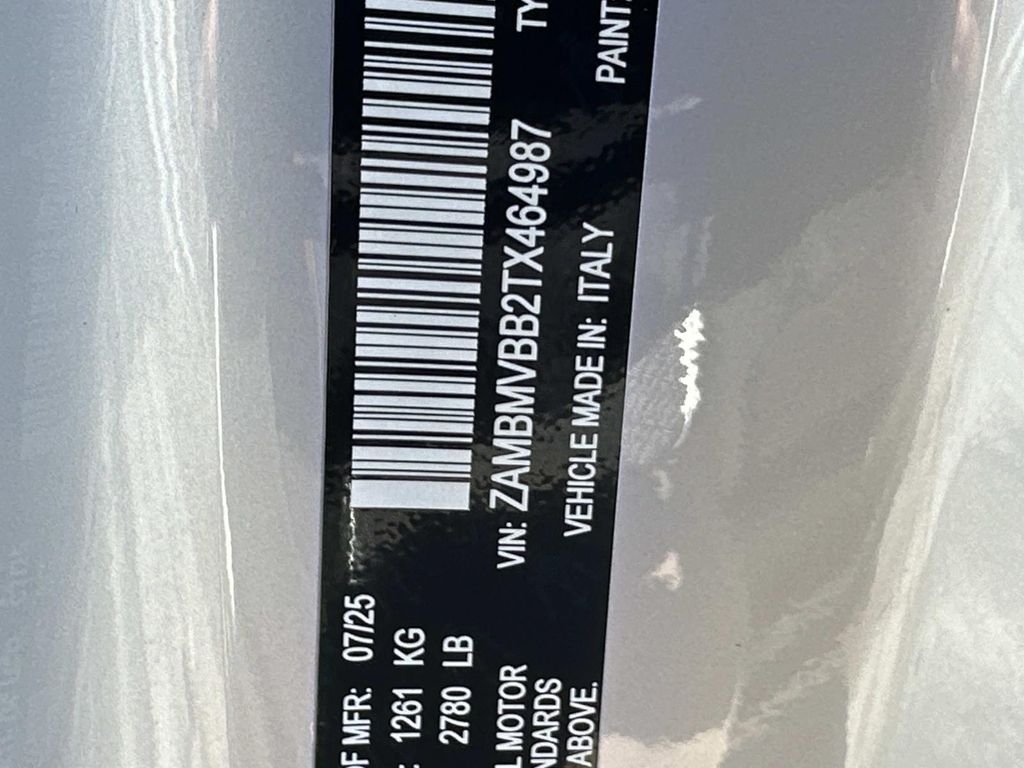 OF MFR: 07/25
1261 KG
2780 LB
VIN: ZAMBMVBB2TX464987 TY
L MOTOR
NDARDS VEHICLE MADE IN: ITALY
ABOVE. PAINT: